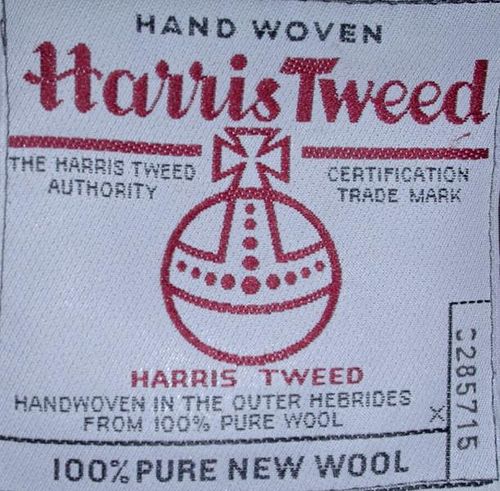 HAND WOVEN
Harris Tweed
THE HARRIS TWEED
AUTHORITY
CERTIFICATION
TRADE MARK
HARRIS TWEED
HANDWOVEN IN THE OUTER HEBRIDES
FROM 100% PURE WOOL
X
100% PURE NEW WOOL